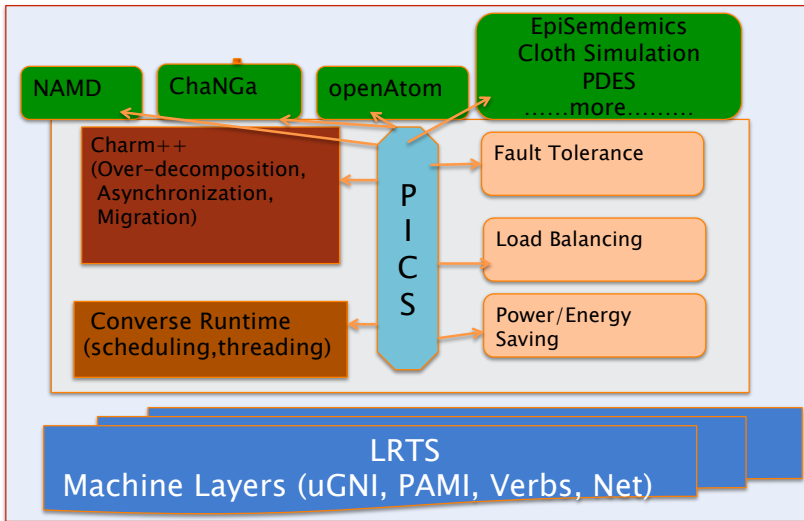 EpiSemdemics
Cloth Simulation
PDES
......more.........
NAMD
ChaNGa
openAtom
Charm++
(Over-decomposition,
Asynchronization,
Migration)
P
I
C
S
Fault Tolerance
Load Balancing
Converse Runtime
(scheduling,threading)
Power/Energy
Saving
LRTS
Machine Layers (uGNI, PAMI, Verbs, Net)